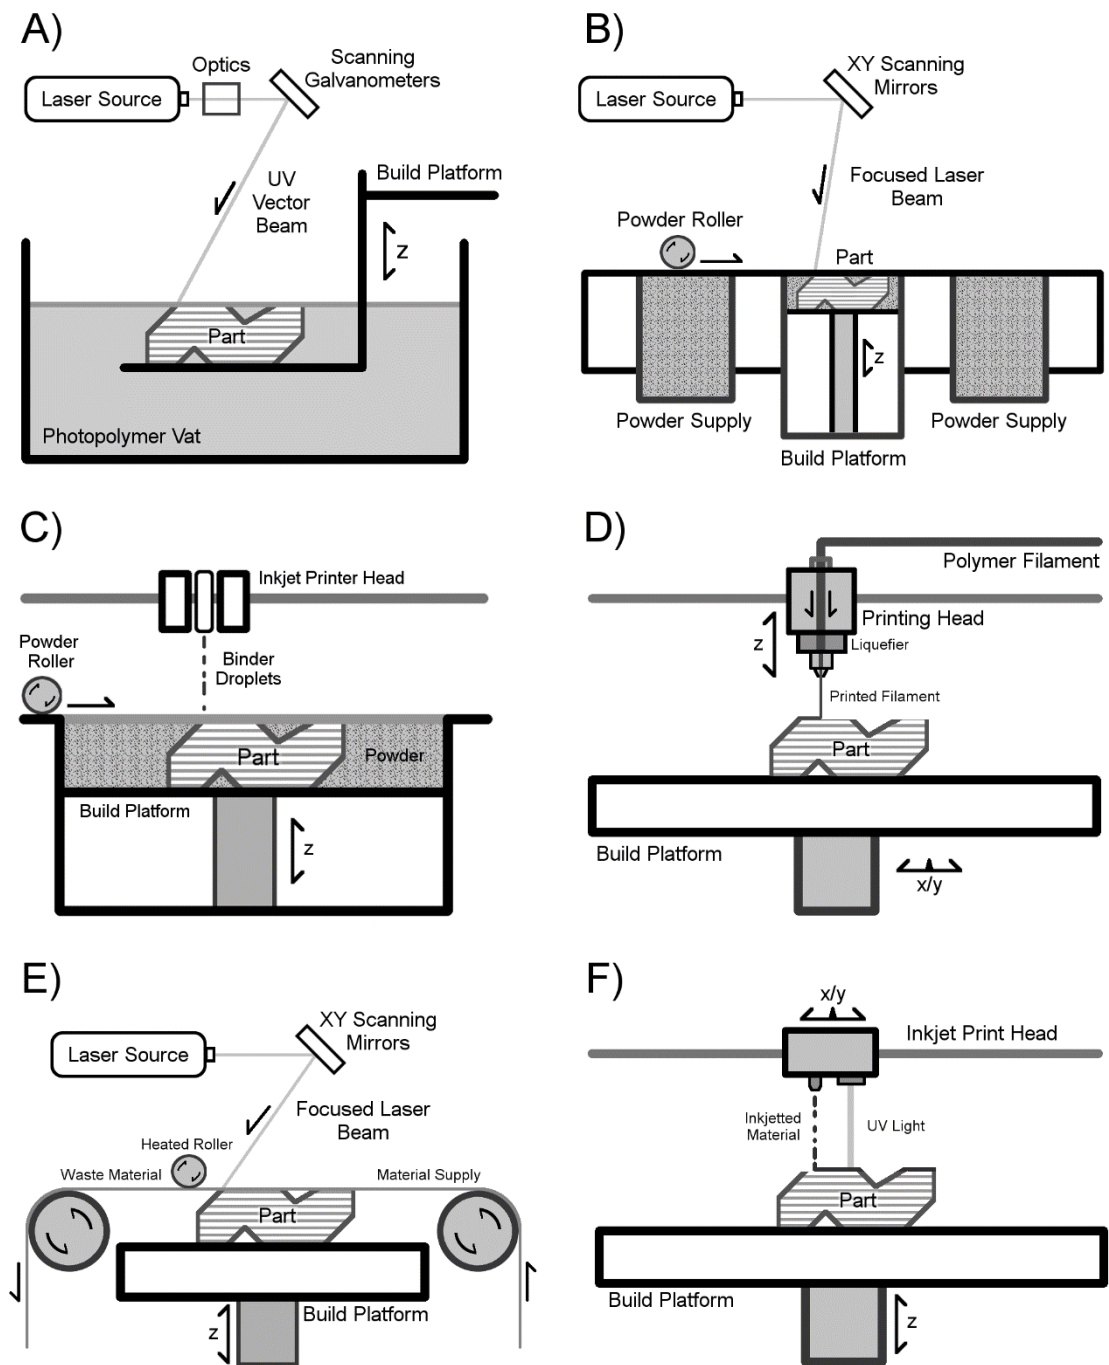 A)
Optics
Scanning
Galvanometers
Laser Source
UV
Vector
Beam
Build Platform
z
Part
Photopolymer Vat
B)
XY Scanning
Mirrors
Laser Source
Focused Laser
Beam
Powder Roller
Part
z
Powder Supply
Powder Supply
Build Platform
C)
Inkjet Printer Head
Powder
Roller
Binder
Droplets
Part
Powder
Build Platform
z
D)
Polymer Filament
Printing Head
z
Liquefier
Printed Filament
Part
Build Platform
x/y
E)
XY Scanning
Mirrors
Laser Source
Focused Laser
Beam
Heated Roller
Waste Material
Material Supply
Part
Build Platform
z
F)
x/y
Inkjet Print Head
Inkjetted
Material
UV Light
Part
Build Platform
z